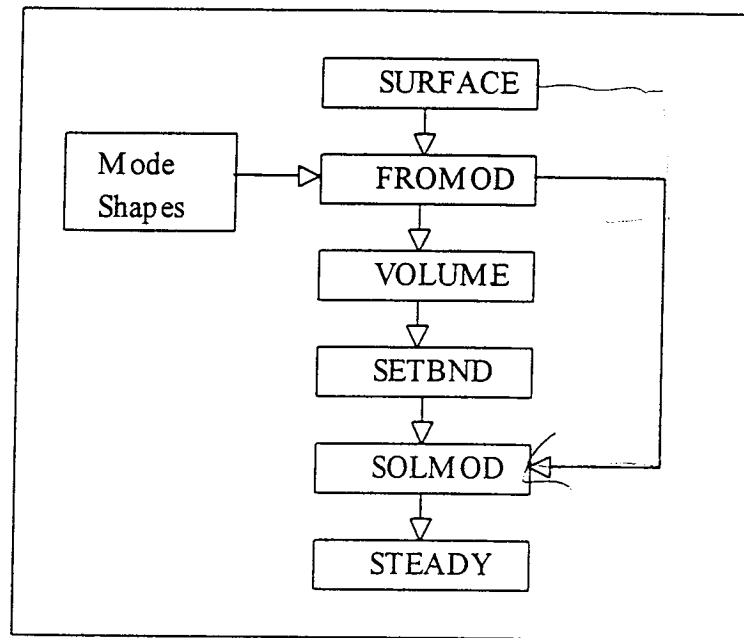 SURFACE
Mode
Shapes
FROMOD
VOLUME
SETBND
SOLMOD
STEADY